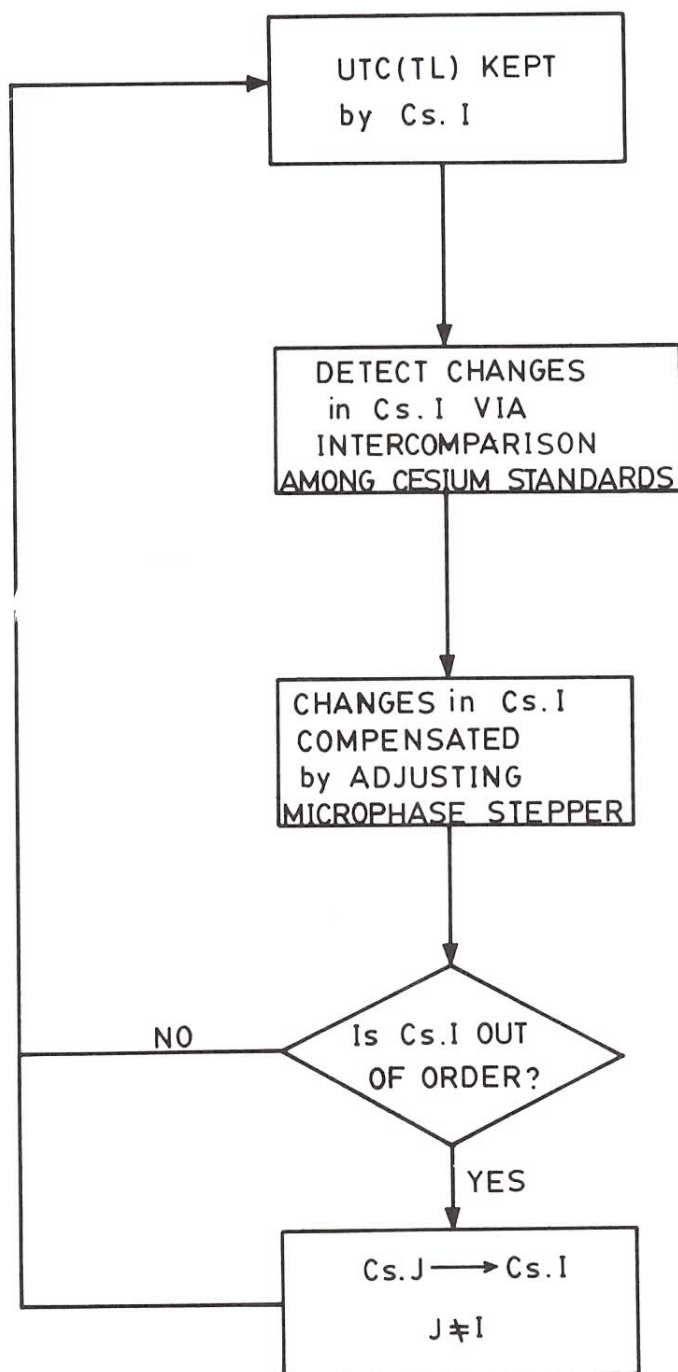 UTC(TL) KEPT
by Cs. I
DETECT CHANGES
in Cs. I VIA
INTERCOMPARISON
AMONG CESIUM STANDARDS
CHANGES in Cs. I
COMPENSATED
by ADJUSTING
MICROPHASE STEPPER
Is Cs.I OUT
OF ORDER?
NO
YES
Cs.J → Cs.I
J ≠ I